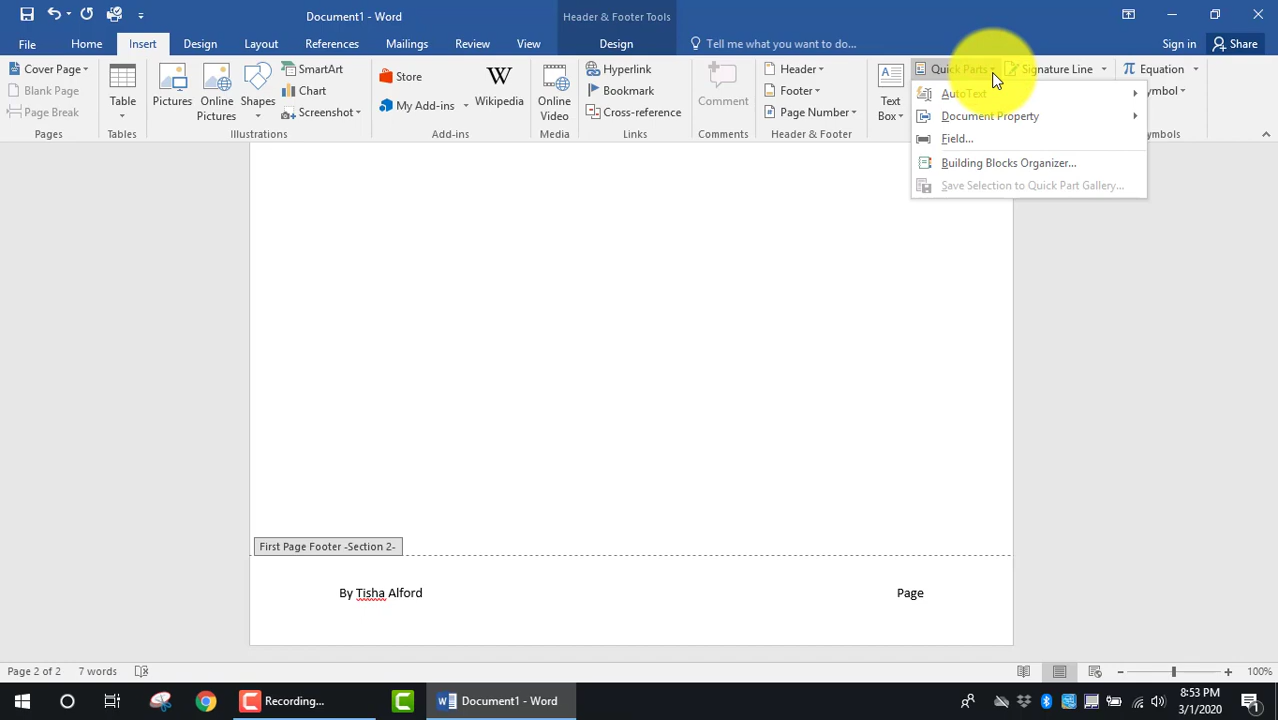 Document1 - Word
Header & Footer Tools
File
Home
Insert
Design
Layout
References
Mailings
Review
View
Design
Tell me what you want to do...
Sign in
Share
Cover Page
Blank Page
Page Break
Pages
Table
Tables
Pictures
Online Pictures
Shapes
SmartArt
Chart
Screenshot
Illustrations
Store
My Add-ins
Wikipedia
Add-ins
Online Video
Media
Hyperlink
Bookmark
Cross-reference
Links
Comment
Comments
Header
Footer
Page Number
Header & Footer
Text Box
Quick Parts
Signature Line
Equation
ymbol
ymbols
AutoText
Document Property
Field...
Building Blocks Organizer...
Save Selection to Quick Part Gallery...
First Page Footer -Section 2-
By Tisha Alford
Page
Page 2 of 2
7 words
100%
Recording...
Document1 - Word
8:53 PM
3/1/2020